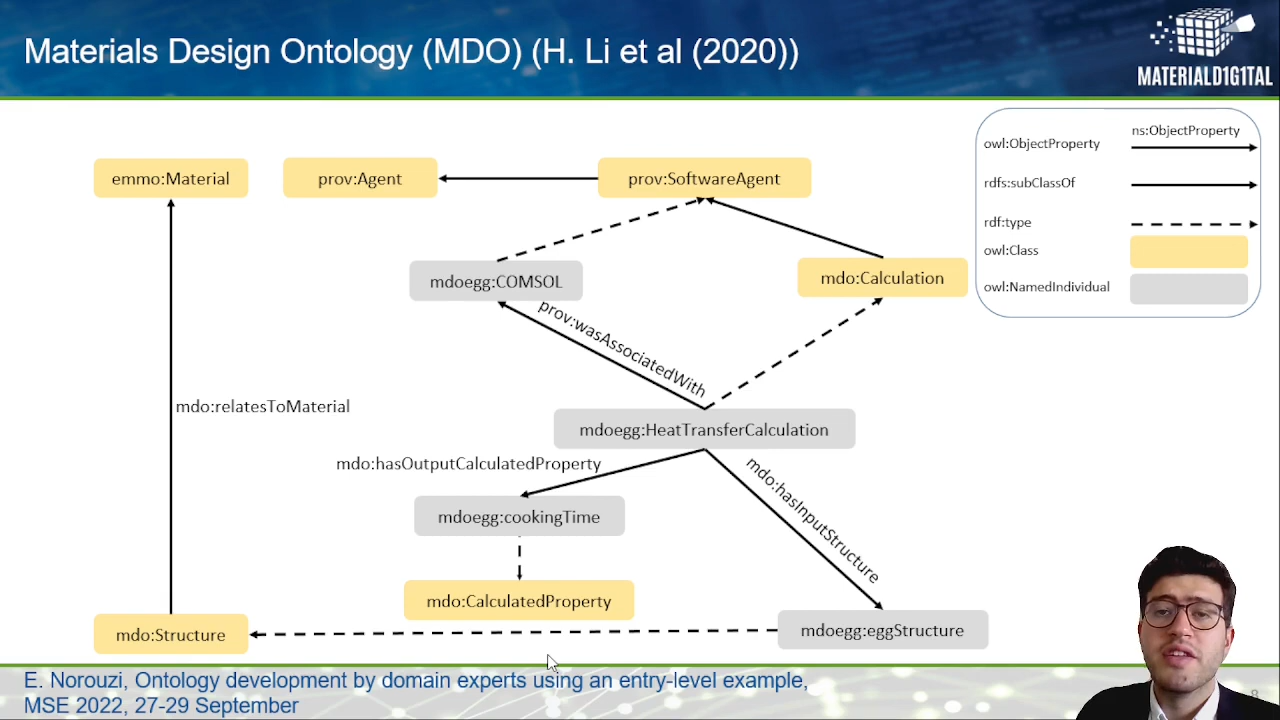 Materials Design Ontology (MDO) (H. Li et al (2020))
MATERIALD1G1TAL
ns:ObjectProperty
owl:ObjectProperty
rdfs:subClassOf
rdf:type
owl:Class
owl:NamedIndividual
emmo:Material
prov:Agent
prov:SoftwareAgent
mdoegg:COMSOL
mdo:Calculation
prov:wasAssociatedWith
mdo:relatesToMaterial
mdoegg:HeatTransferCalculation
mdo:hasOutputCalculatedProperty
mdo:hasInputStructure
mdoegg:cookingTime
mdo:CalculatedProperty
mdo:Structure
mdoegg:eggStructure
E. Norouzi, Ontology development by domain experts using an entry-level example,
MSE 2022, 27-29 September
8